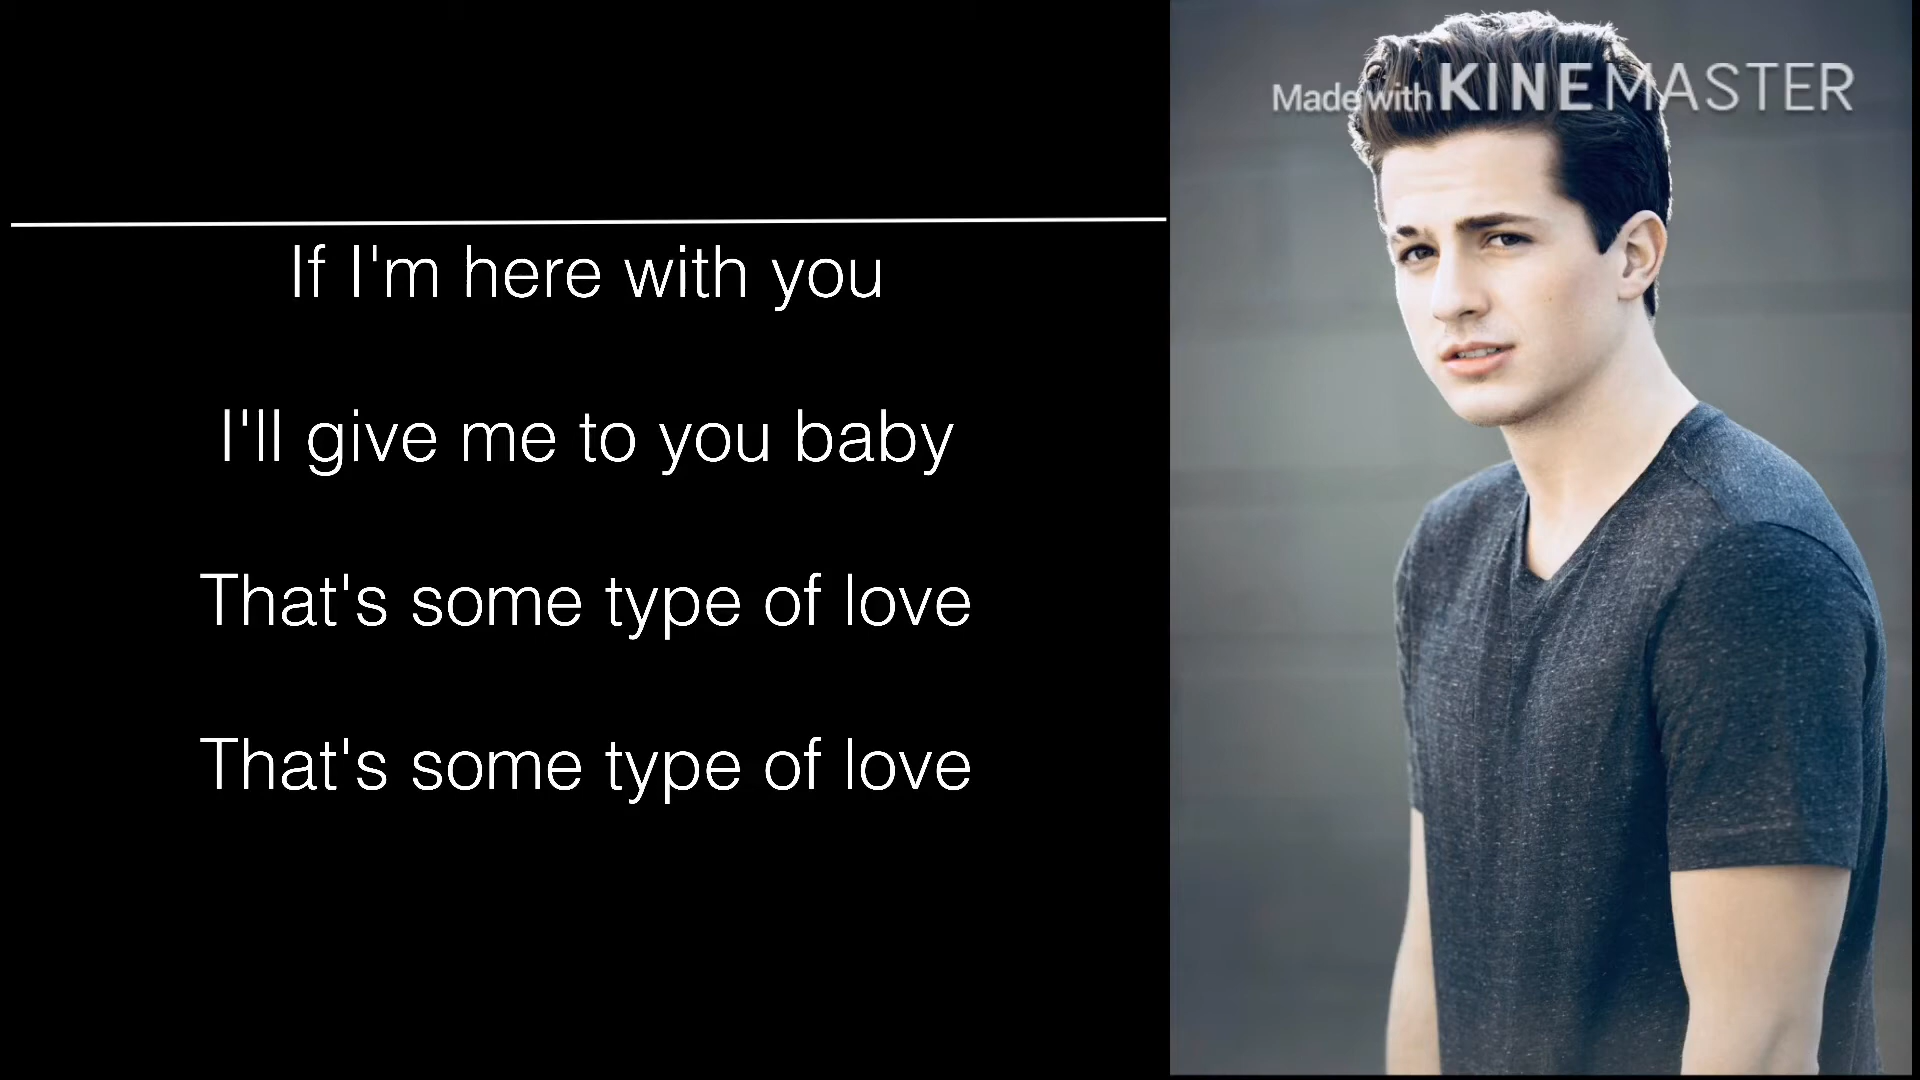 Made with KINEMASTER
If I'm here with you
I'll give me to you baby
That's some type of love
That's some type of love